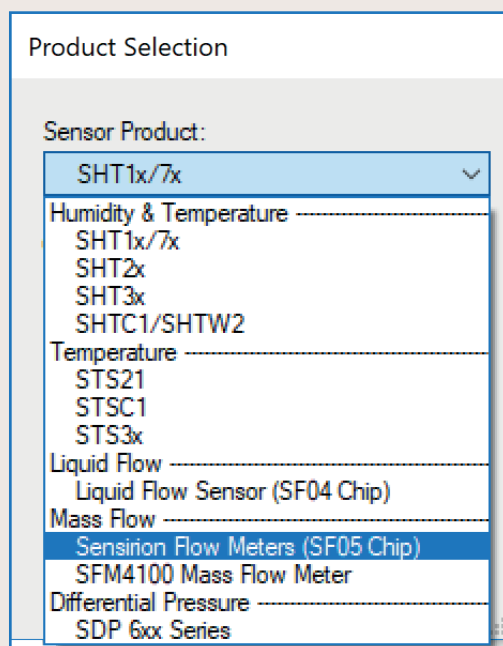 Product Selection
Sensor Product:
SHT1x/7x
Humidity & Temperature
SHT1x/7x
SHT2x
SHT3x
SHTC1/SHTW2
Temperature
STS21
STSC1
STS3x
Liquid Flow
Liquid Flow Sensor (SF04 Chip)
Mass Flow
Sensirion Flow Meters (SF05 Chip)
SFM4100 Mass Flow Meter
Differential Pressure
SDP 6xx Series